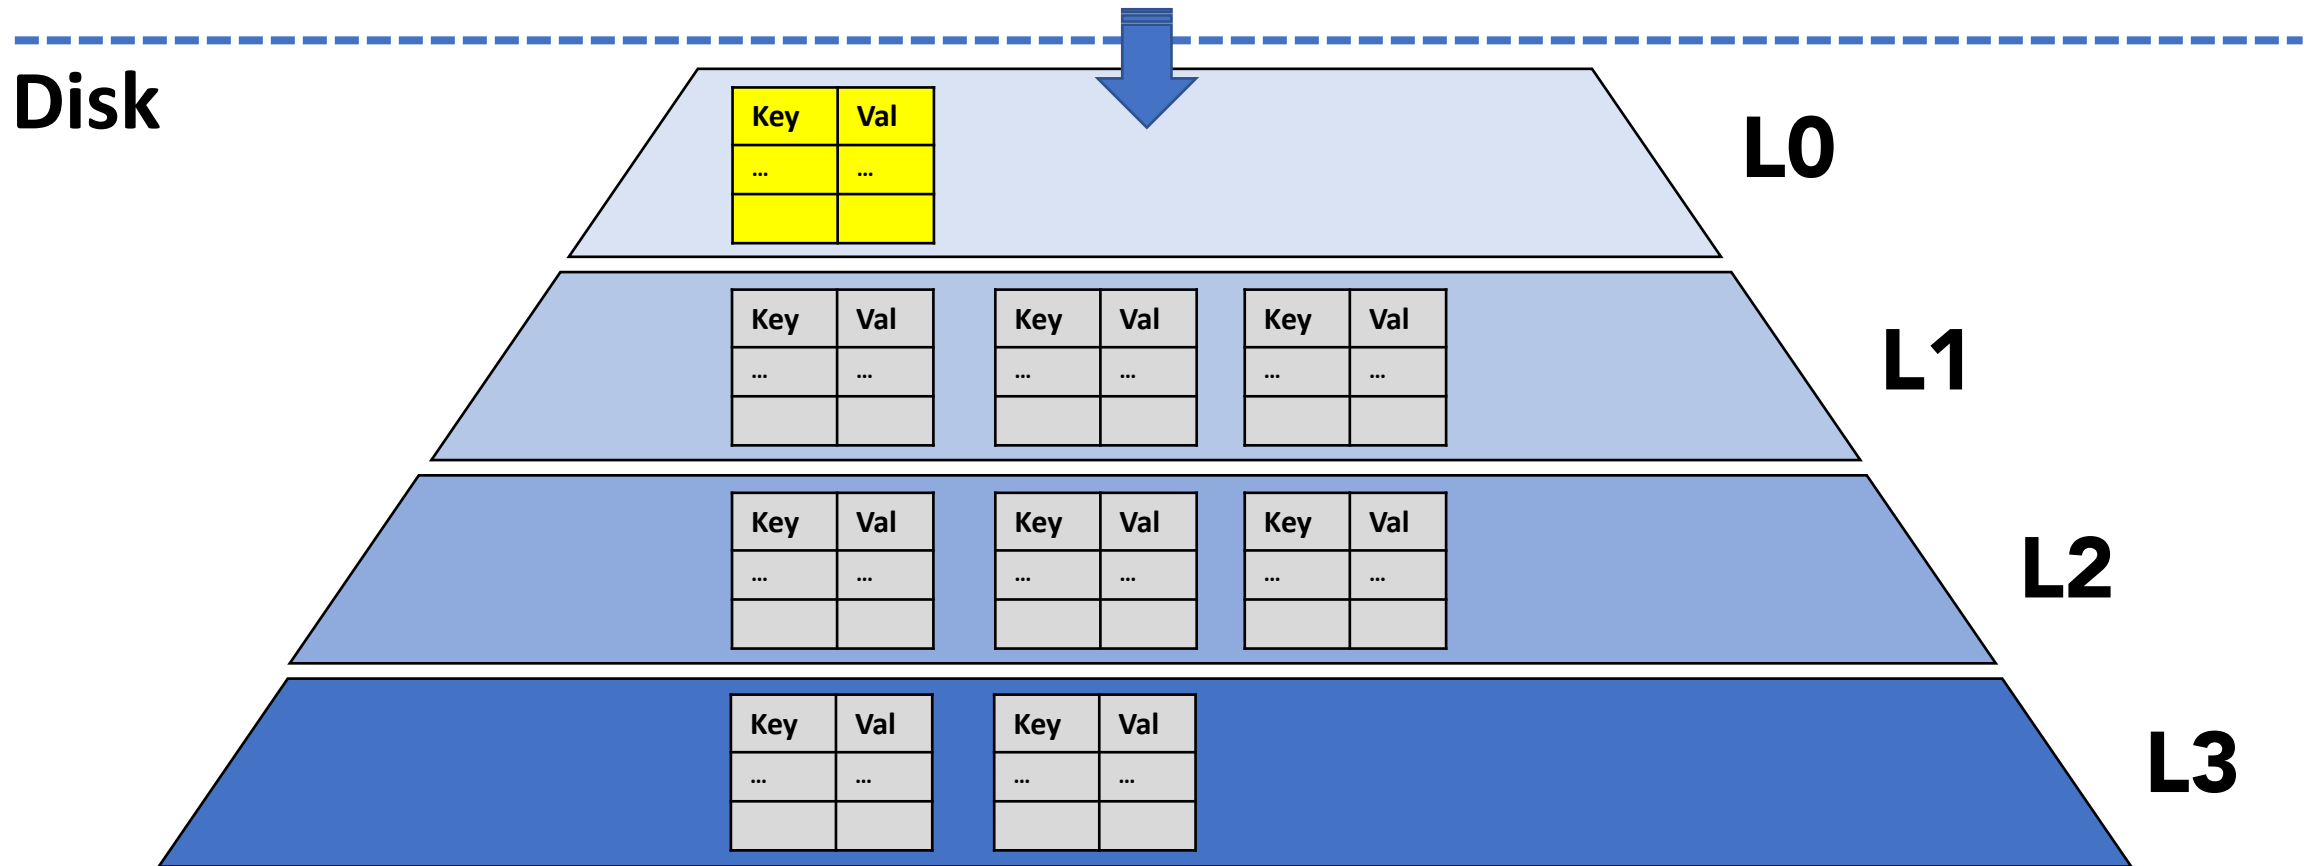 Disk
Key Val
... ...
L0
Key Val Key Val Key Val
... ... ... ... ... ...
L1
Key Val Key Val Key Val
... ... ... ... ... ...
L2
Key Val Key Val
... ... ... ...
L3